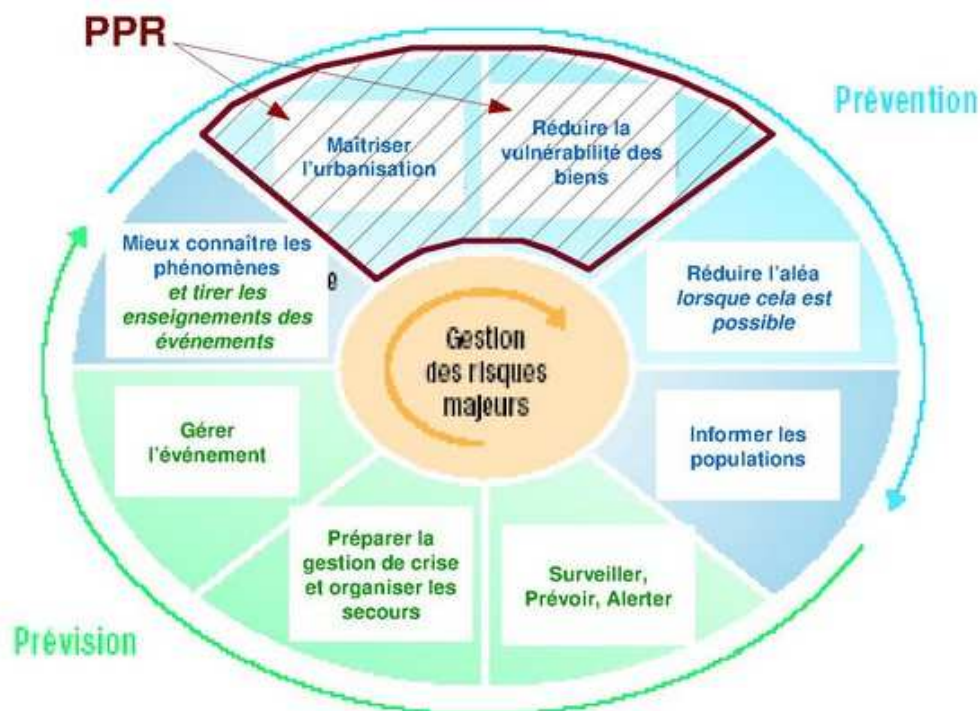 PPR
Prévention
Maîtriser
l'urbanisation
Réduire la
vulnérabilité des
biens
Mieux connaître les
phénomènes
et tirer les
enseignements des
événements
e
Réduire l'aléa
lorsque cela est
possible
Gestion
des risques
majeurs
Gérer
l'événement
Informer les
populations
Préparer la
gestion de crise
et organiser les
secours
Surveiller,
Prévoir, Alerter
Prévision